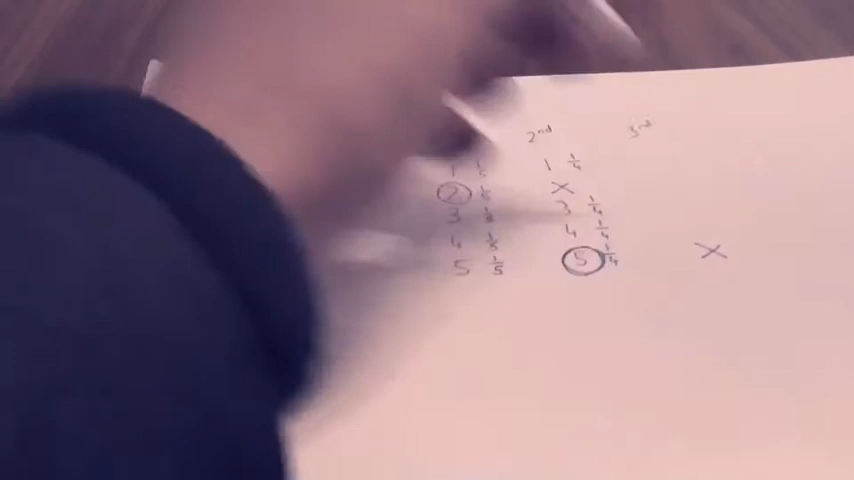 2nd 3rd
1 1/5 1 1/4
2 1/5 X
3 1/5 3 1/4
4 1/5 4 1/4
5 1/5 5 1/4 X